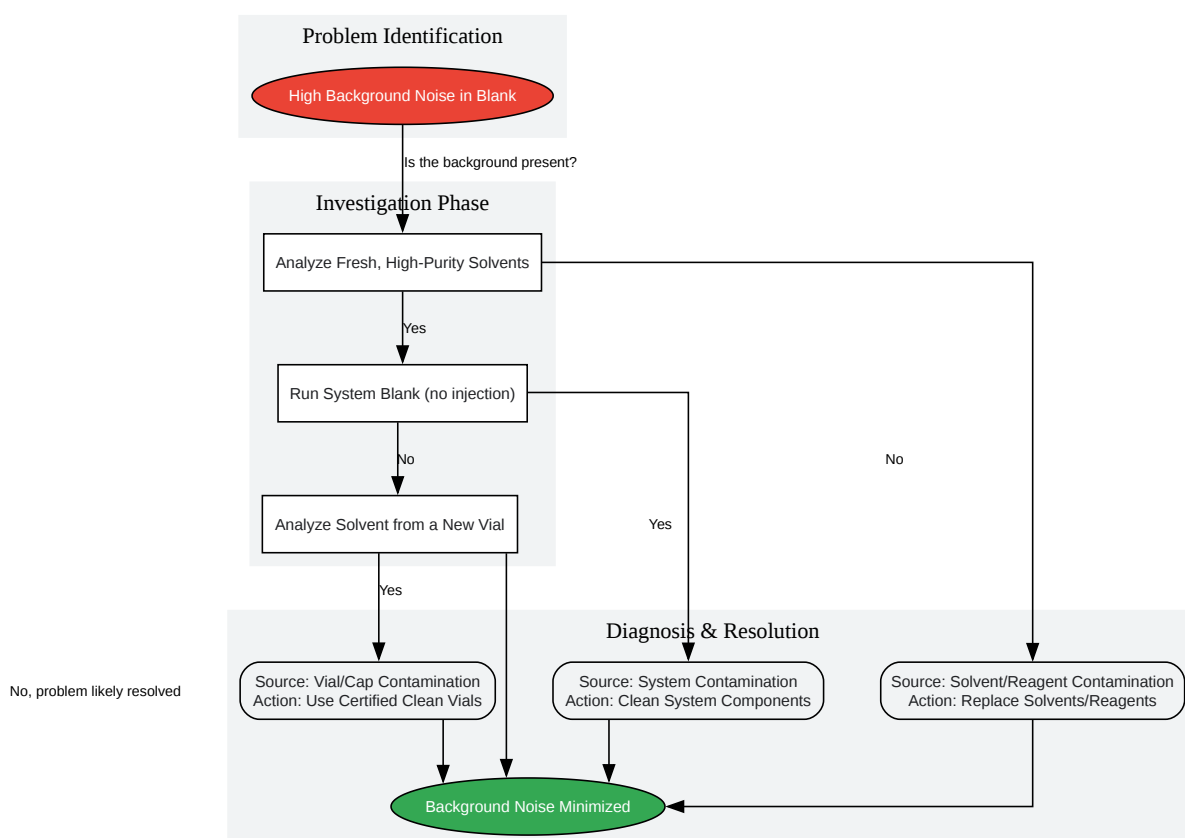 Problem Identification
High Background Noise in Blank
Is the background present?
Investigation Phase
Analyze Fresh, High-Purity Solvents
Yes
Run System Blank (no injection)
No
No
Analyze Solvent from a New Vial
Yes
Yes
Diagnosis & Resolution
Source: Vial/Cap Contamination
Action: Use Certified Clean Vials
Source: System Contamination
Action: Clean System Components
Source: Solvent/Reagent Contamination
Action: Replace Solvents/Reagents
No, problem likely resolved
Background Noise Minimized